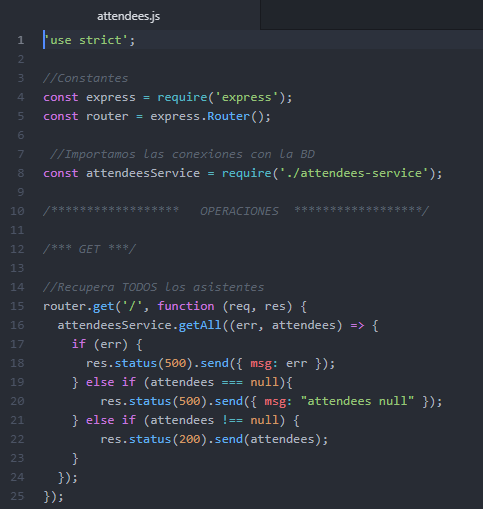 attendees.js
1 'use strict';
2
3 //Constantes
4 const express = require('express');
5 const router = express.Router();
6
7  //Importamos las conexiones con la BD
8 const attendeesService = require('./attendees-service');
9
10 /******************   OPERACIONES  ******************/
11
12 /*** GET ***/
13
14 //Recupera TODOS los asistentes
15 router.get('/', function (req, res) {
16   attendeesService.getAll((err, attendees) => {
17     if (err) {
18       res.status(500).send({ msg: err });
19     } else if (attendees === null){
20         res.status(500).send({ msg: "attendees null" });
21     } else if (attendees !== null) {
22         res.status(200).send(attendees);
23     }
24   });
25 });